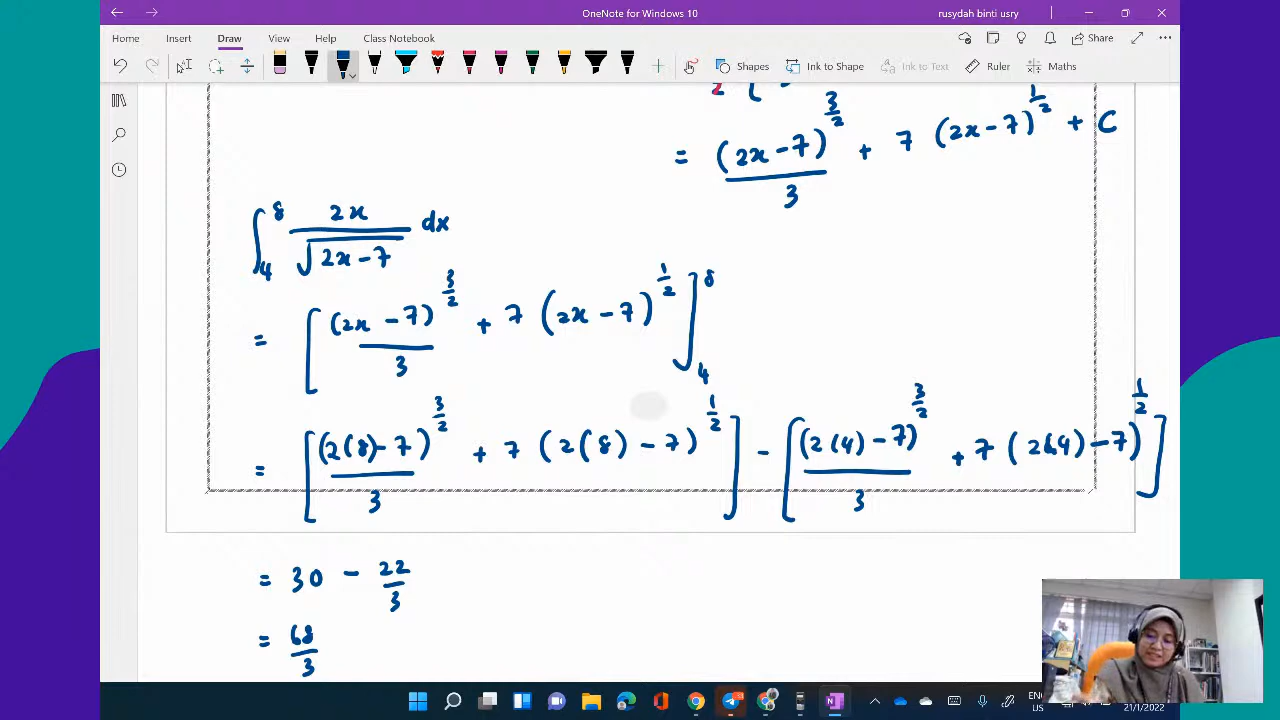 OneNote for Windows 10
rusydah binti usry
Home Insert Draw View Help Class Notebook
Share
Shapes Ink to Shape Ink to Text Ruler Maths
= (2x-7)^{3/2}/3 + 7 (2x-7)^{1/2} + C
∫_4^8 2x/√(2x-7) dx
= [(2x-7)^{3/2}/3 + 7 (2x-7)^{1/2}]_4^8
= [(2(8)-7)^{3/2}/3 + 7 (2(8)-7)^{1/2}] - [(2(4)-7)^{3/2}/3 + 7 (2(4)-7)^{1/2}]
= 30 - 22/3
= 68/3
21/1/2022